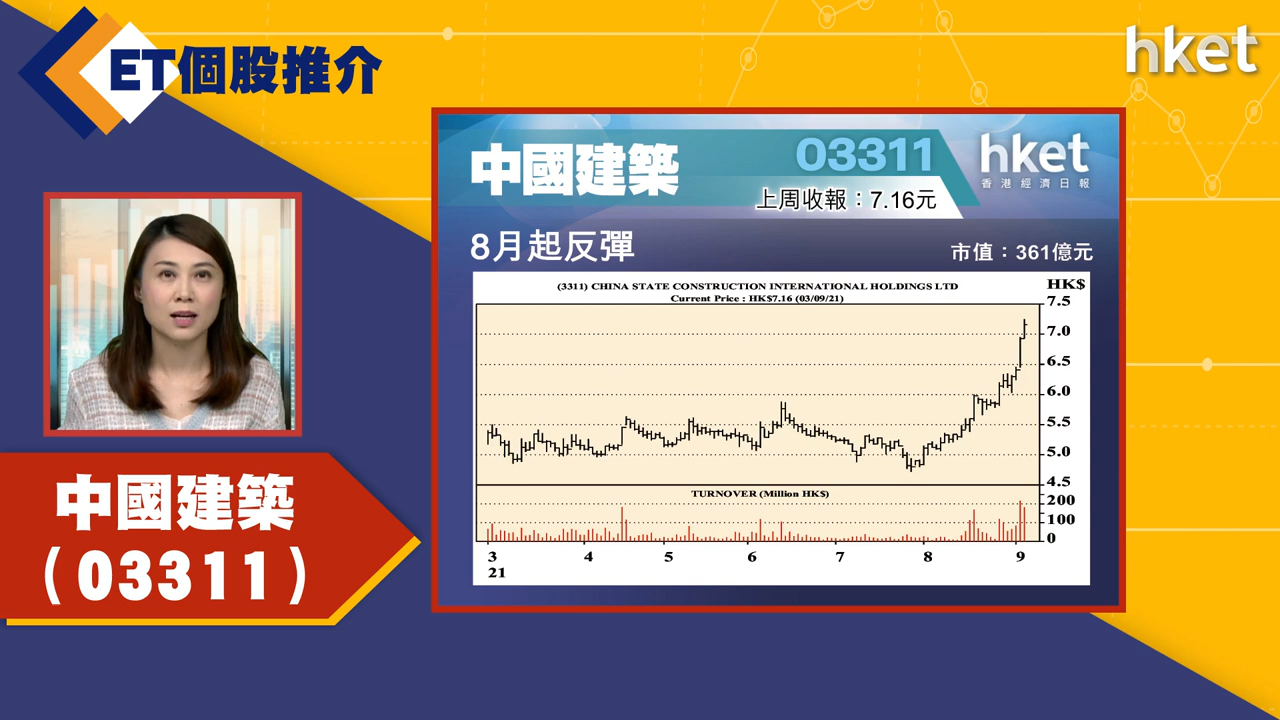 ET個股推介
hket
中國建築
03311
hket
香港經濟日報
上周收報：7.16元
8月起反彈
市值：361億元
(3311) CHINA STATE CONSTRUCTION INTERNATIONAL HOLDINGS LTD
HK$
Current Price : HK$7.16 (03/09/21)
7.5
7.0
6.5
6.0
5.5
5.0
4.5
TURNOVER (Million HK$)
200
100
0
3 4 5 6 7 8 9
21
中國建築
（03311）